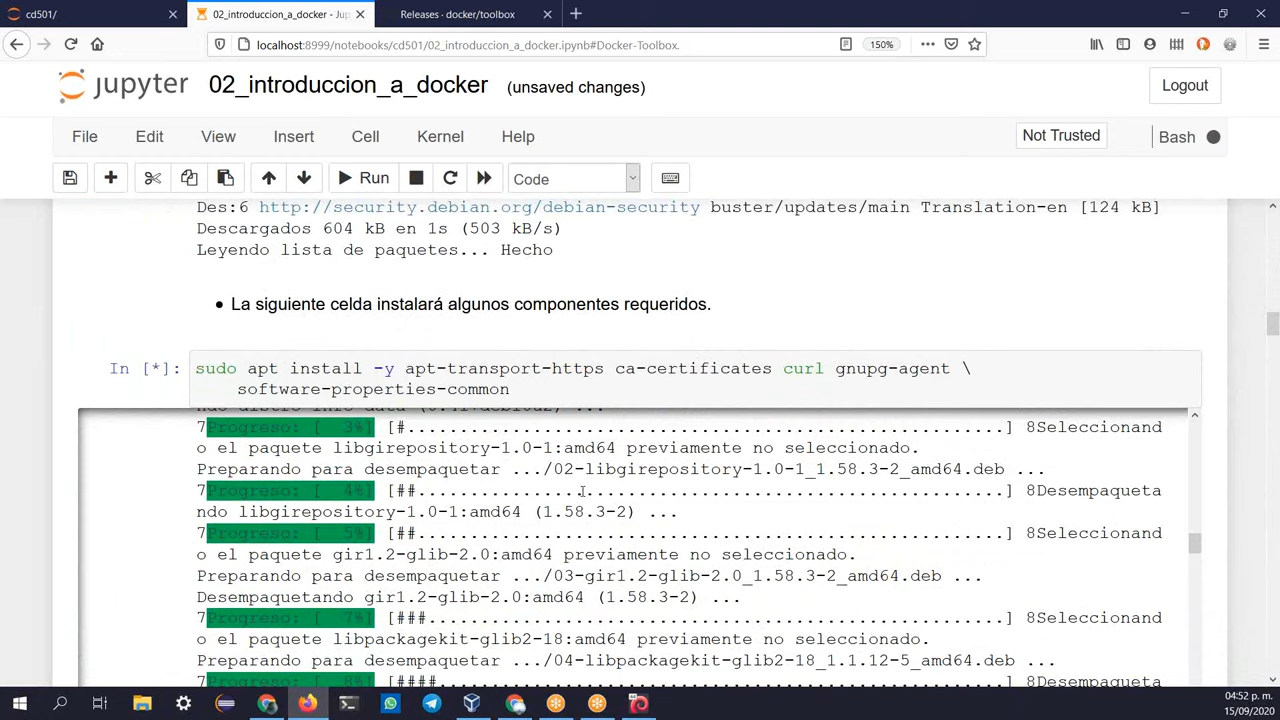 cd501/
02_introduccion_a_docker - Jup
Releases · docker/toolbox
localhost:8999/notebooks/cd501/02_introduccion_a_docker.ipynb#Docker-Toolbox.
150%
jupyter
02_introduccion_a_docker
(unsaved changes)
Logout
File
Edit
View
Insert
Cell
Kernel
Help
Not Trusted
Bash
Run
Code
Des:6 http://security.debian.org/debian-security buster/updates/main Translation-en [124 kB]
Descargados 604 kB en 1s (503 kB/s)
Leyendo lista de paquetes... Hecho
• La siguiente celda instalará algunos componentes requeridos.
In [*]: sudo apt install -y apt-transport-https ca-certificates curl gnupg-agent \
software-properties-common
7Progreso: [  3%] [#.........................................................] 8Seleccionand
o el paquete libgirepository-1.0-1:amd64 previamente no seleccionado.
Preparando para desempaquetar .../02-libgirepository-1.0-1_1.58.3-2_amd64.deb ...
7Progreso: [  4%] [##........................................................] 8Desempaqueta
ndo libgirepository-1.0-1:amd64 (1.58.3-2) ...
7Progreso: [  5%] [##........................................................] 8Seleccionand
o el paquete gir1.2-glib-2.0:amd64 previamente no seleccionado.
Preparando para desempaquetar .../03-gir1.2-glib-2.0_1.58.3-2_amd64.deb ...
Desempaquetando gir1.2-glib-2.0:amd64 (1.58.3-2) ...
7Progreso: [  7%] [###.......................................................] 8Seleccionand
o el paquete libpackagekit-glib2-18:amd64 previamente no seleccionado.
Preparando para desempaquetar .../04-libpackagekit-glib2-18_1.1.12-5_amd64.deb ...
7Progreso: [  8%] [####......................................................] 8Desempaqueta
04:52 p. m.
15/09/2020